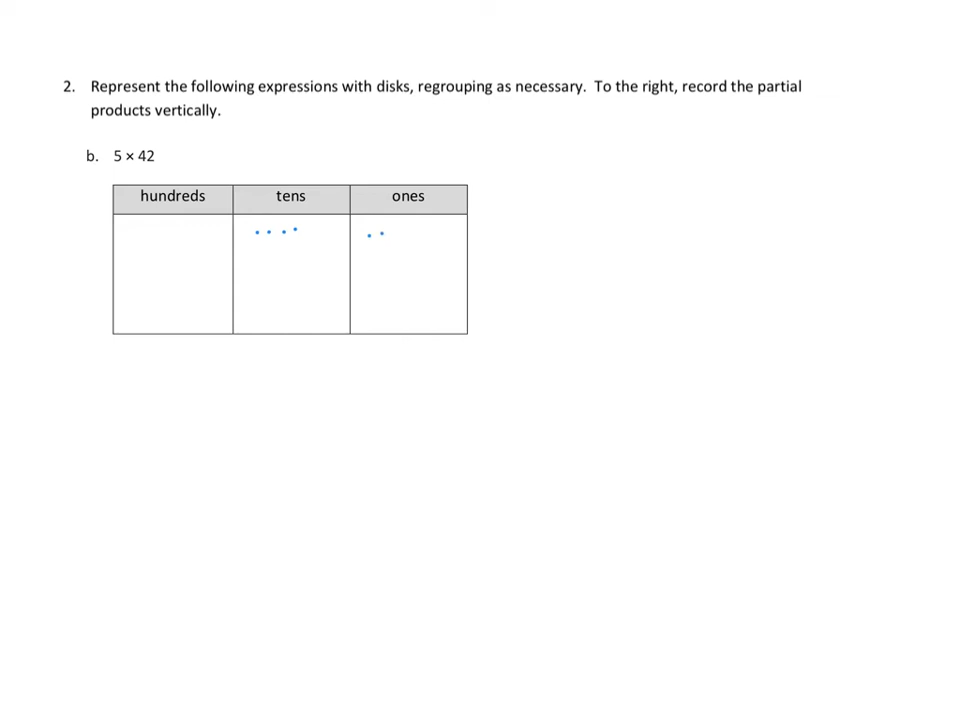 2. Represent the following expressions with disks, regrouping as necessary. To the right, record the partial
products vertically.
b. 5 × 42
hundreds tens ones